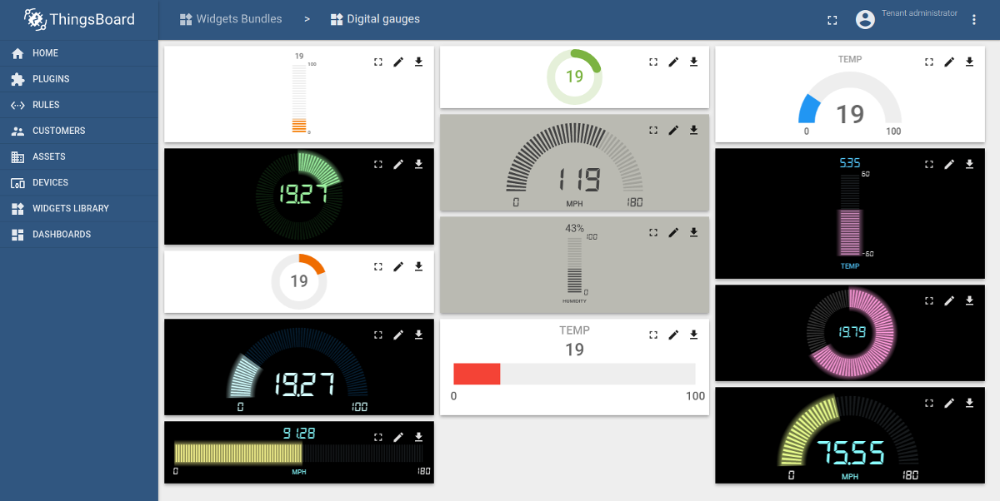 ThingsBoard
Widgets Bundles > Digital gauges
Tenant administrator
HOME
PLUGINS
RULES
CUSTOMERS
ASSETS
DEVICES
WIDGETS LIBRARY
DASHBOARDS
19
100
0
19.27
19
19.27
0 100
91.28
0 MPH 180
19
119
0 MPH 180
43%
100
0
HUMIDITY
TEMP
19
0 100
TEMP
19
0 100
5.35
60
-60
TEMP
19.79
75.55
0 MPH 180